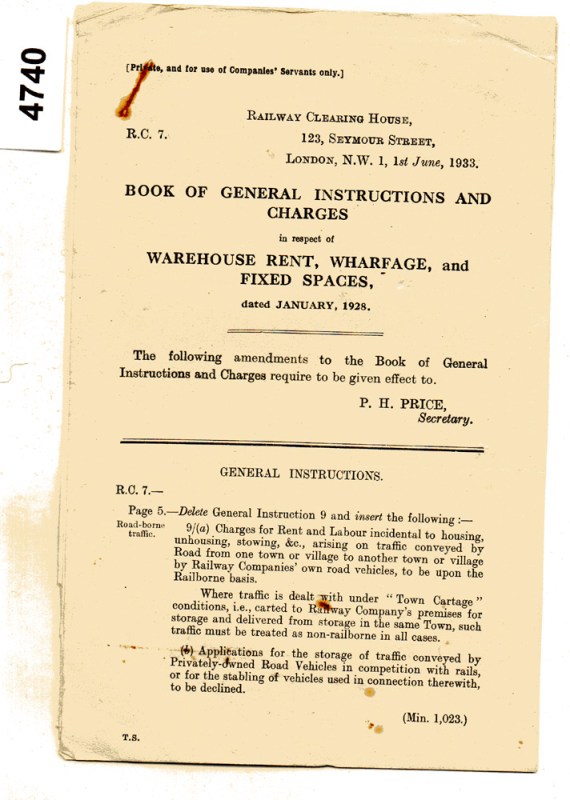 4740
[Private, and for use of Companies' Servants only.]
RAILWAY CLEARING HOUSE,
R.C. 7.
123, SEYMOUR STREET,
LONDON, N.W. 1, 1st June, 1933.
BOOK OF GENERAL INSTRUCTIONS AND
CHARGES
in respect of
WAREHOUSE RENT, WHARFAGE, and
FIXED SPACES,
dated JANUARY, 1928.
The following amendments to the Book of General
Instructions and Charges require to be given effect to.
P. H. PRICE,
Secretary.
GENERAL INSTRUCTIONS.
R.C. 7.—
Page 5.—Delete General Instruction 9 and insert the following :—
Road-borne
traffic.
9/(a) Charges for Rent and Labour incidental to housing,
unhousing, stowing, &c., arising on traffic conveyed by
Road from one town or village to another town or village
by Railway Companies' own road vehicles, to be upon the
Railborne basis.
Where traffic is dealt with under "Town Cartage"
conditions, i.e., carted to Railway Company's premises for
storage and delivered from storage in the same Town, such
traffic must be treated as non-railborne in all cases.
(b) Applications for the storage of traffic conveyed by
Privately-owned Road Vehicles in competition with rails,
or for the stabling of vehicles used in connection therewith,
to be declined.
(Min. 1,023.)
T.S.